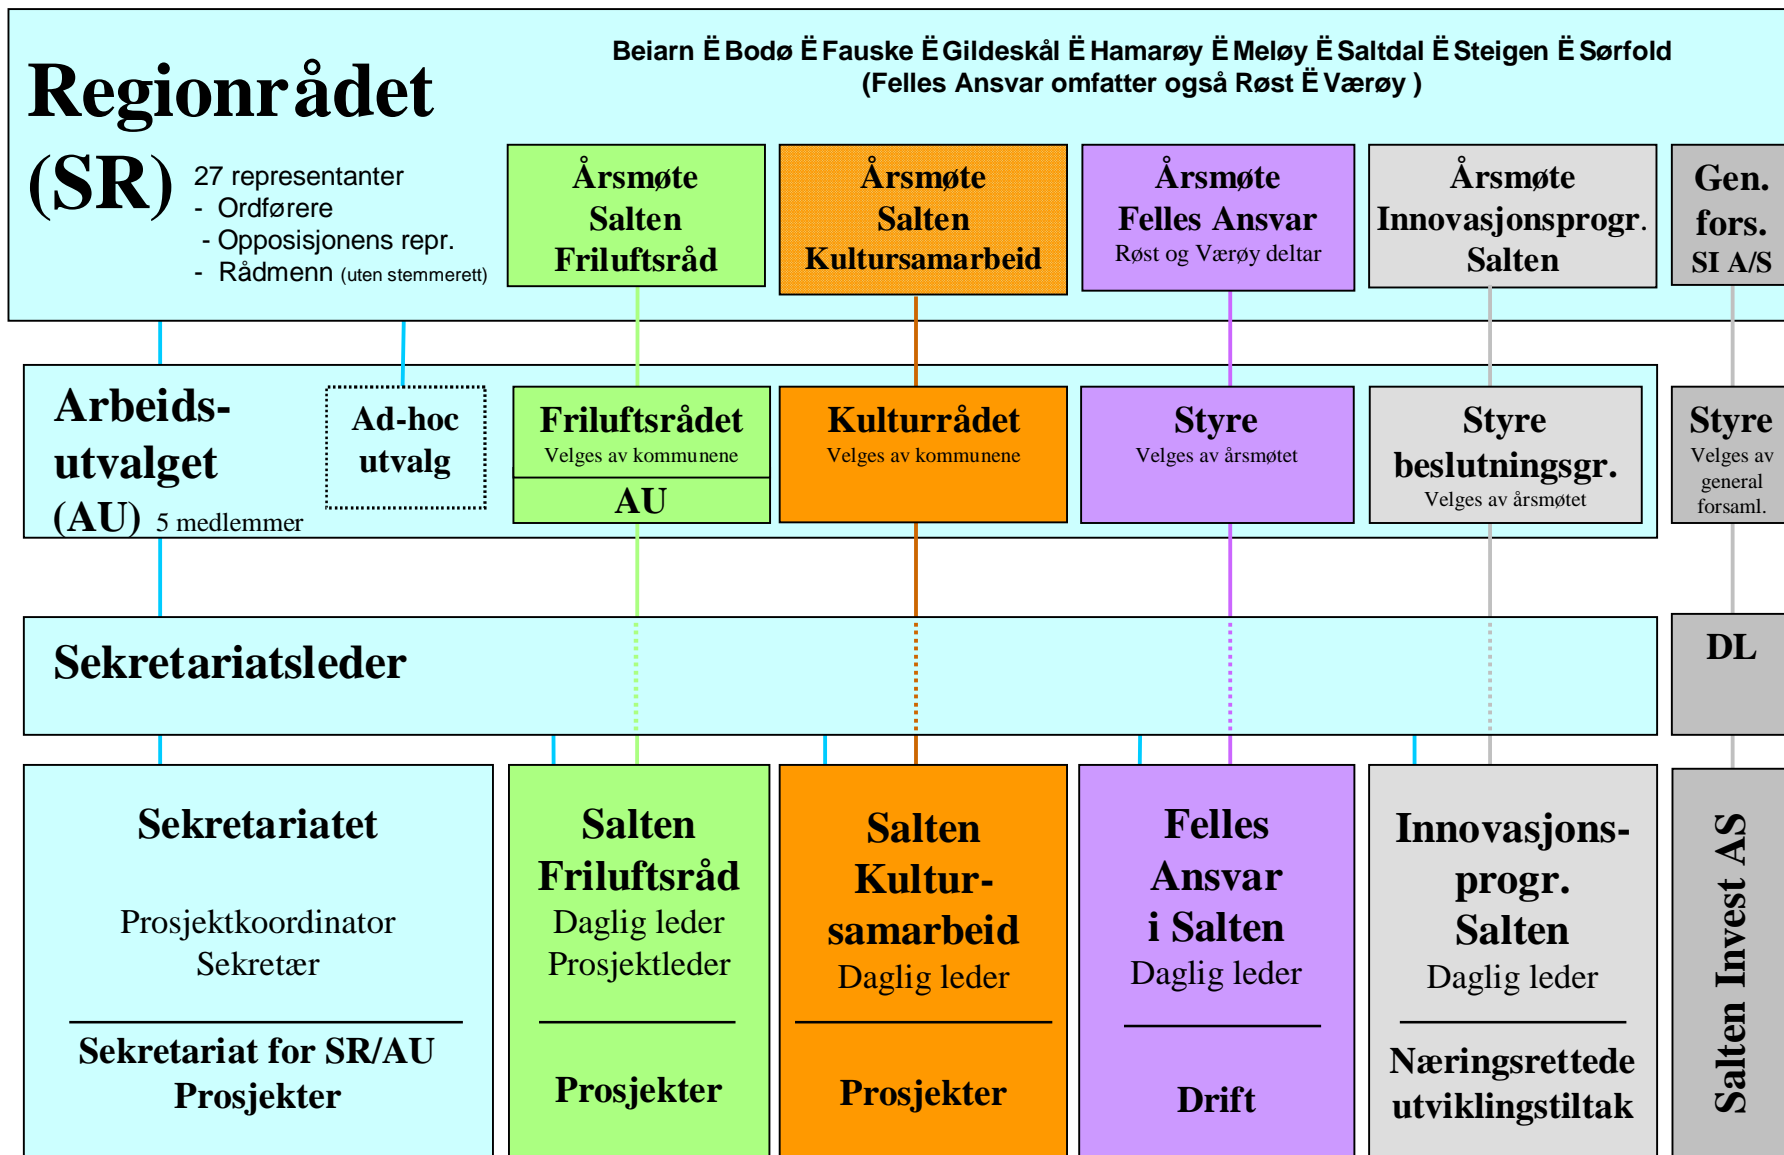 Beiarn Ë Bodø Ë Fauske Ë Gildeskål Ë Hamarøy Ë Meløy Ë Saltdal Ë Steigen Ë Sørfold
(Felles Ansvar omfatter også Røst Ë Værøy )
Regionrådet
(SR)
27 representanter
- Ordførere
- Opposisjonens repr.
- Rådmenn (uten stemmerett)
Årsmøte
Salten
Friluftsråd
Årsmøte
Salten
Kultursamarbeid
Årsmøte
Felles Ansvar
Røst og Værøy deltar
Årsmøte
Innovasjonsprogr.
Salten
Gen.
fors.
SI A/S
Arbeids-
utvalget
(AU) 5 medlemmer
Ad-hoc
utvalg
Friluftsrådet
Velges av kommunene
AU
Kulturrådet
Velges av kommunene
Styre
Velges av årsmøtet
Styre
beslutningsgr.
Velges av årsmøtet
Styre
Velges av
general
forsaml.
Sekretariatsleder
DL
Sekretariatet
Prosjektkoordinator
Sekretær
Sekretariat for SR/AU
Prosjekter
Salten
Friluftsråd
Daglig leder
Prosjektleder
Prosjekter
Salten
Kultur-
samarbeid
Daglig leder
Prosjekter
Felles
Ansvar
i Salten
Daglig leder
Drift
Innovasjons-
progr.
Salten
Daglig leder
Næringsrettede
utviklingstiltak
Salten Invest AS